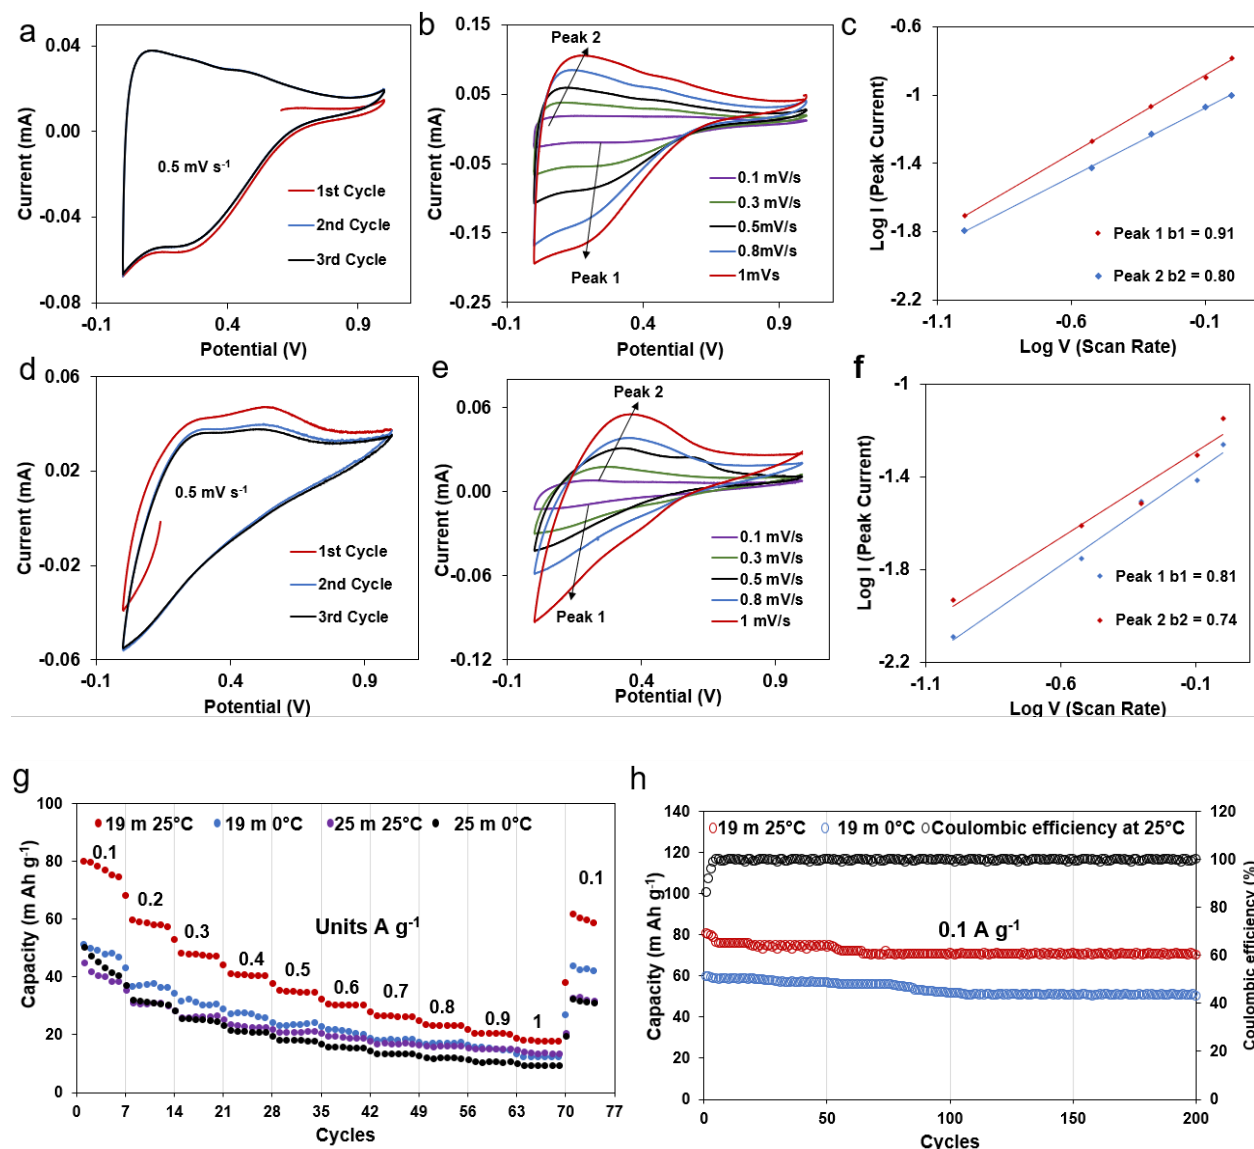 a
0.04
0.00
-0.04
-0.08
-0.1
0.4
0.9
Current (mA)
Potential (V)
0.5 mV s-1
1st Cycle
2nd Cycle
3rd Cycle
b
0.15
0.05
-0.05
-0.15
-0.25
-0.1
0.4
0.9
Current (mA)
Potential (V)
Peak 2
Peak 1
0.1 mV/s
0.3 mV/s
0.5mV/s
0.8mV/s
1mVs
c
-0.6
-1
-1.4
-1.8
-2.2
-1.1
-0.6
-0.1
Log I (Peak Current)
Log V (Scan Rate)
Peak 1 b1 = 0.91
Peak 2 b2 = 0.80
d
0.06
0.02
-0.02
-0.06
-0.1
0.4
0.9
Current (mA)
Potential (V)
0.5 mV s-1
1st Cycle
2nd Cycle
3rd Cycle
e
0.06
0.00
-0.06
-0.12
-0.1
0.4
0.9
Current (mA)
Potential (V)
Peak 2
Peak 1
0.1 mV/s
0.3 mV/s
0.5 mV/s
0.8 mV/s
1 mV/s
f
-1
-1.4
-1.8
-2.2
-1.1
-0.6
-0.1
Log I (Peak Current)
Log V (Scan Rate)
Peak 1 b1 = 0.81
Peak 2 b2 = 0.74
g
100
80
60
40
20
0
0 7 14 21 28 35 42 49 56 63 70 77
Capacity (m Ah g-1)
Cycles
19 m 25°C 19 m 0°C 25 m 25°C 25 m 0°C
0.1
0.2
0.3
0.4
0.5
0.6
0.7
0.8
0.9
1
0.1
Units A g-1
h
140
120
100
80
60
40
20
0
0 50 100 150 200
120
100
80
60
40
20
0
Capacity (m Ah g-1)
Cycles
Coulombic efficiency (%)
19 m 25°C 19 m 0°C Coulombic efficiency at 25°C
0.1 A g-1